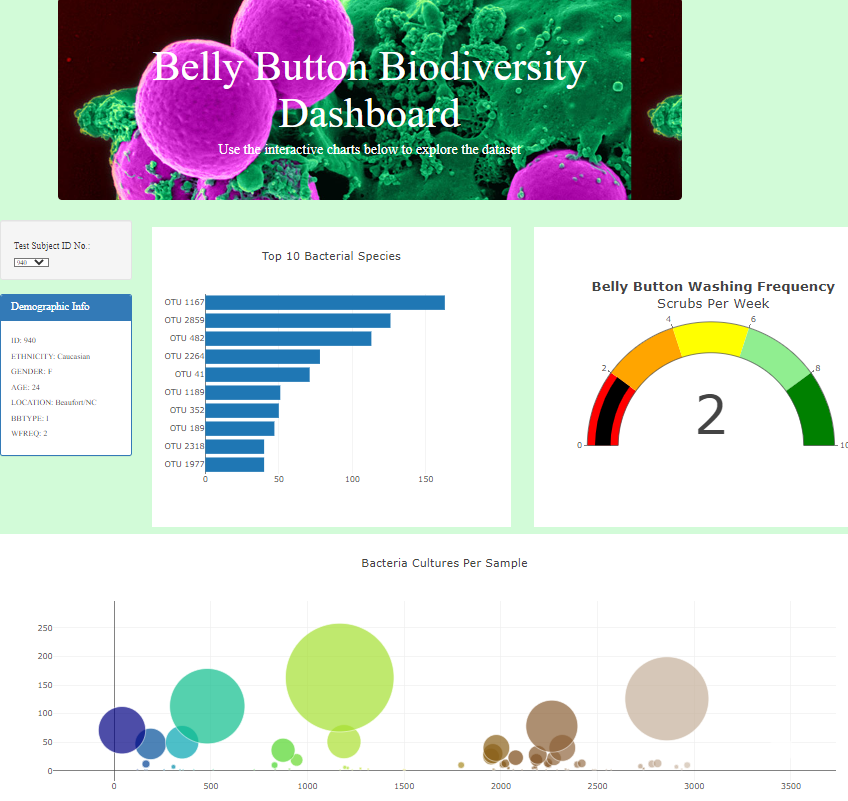 Belly Button Biodiversity
Dashboard
Use the interactive charts below to explore the dataset
Test Subject ID No.:
940
Demographic Info
ID: 940
ETHNICITY: Caucasian
GENDER: F
AGE: 24
LOCATION: Beaufort/NC
BBTYPE: I
WFREQ: 2
Top 10 Bacterial Species
OTU 1167
OTU 2859
OTU 482
OTU 2264
OTU 41
OTU 1189
OTU 352
OTU 189
OTU 2318
OTU 1977
0 50 100 150
Belly Button Washing Frequency
Scrubs Per Week
4 6
2 8
2
0 10
Bacteria Cultures Per Sample
250
200
150
100
50
0
0 500 1000 1500 2000 2500 3000 3500